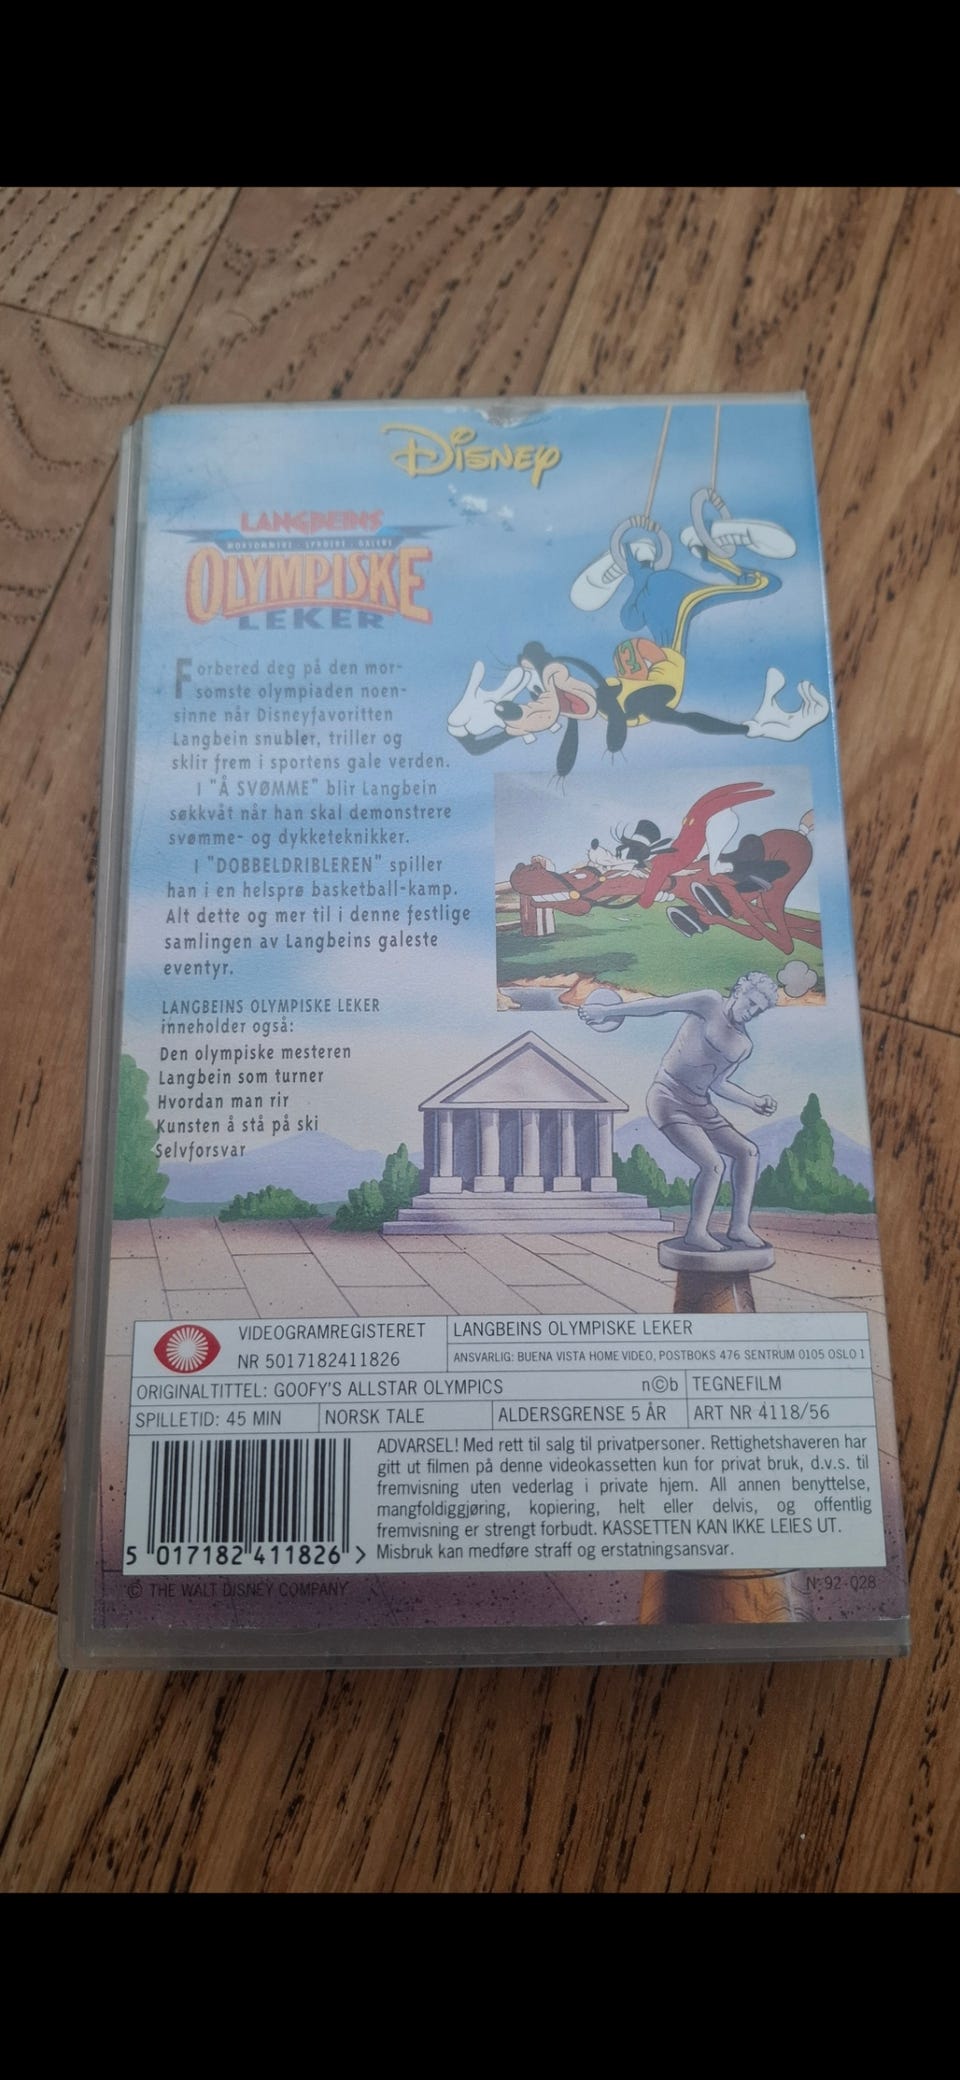 Disney
LANGBEINS
MORSOMMERE · SPRØERE · GALERE
OLYMPISKE
LEKER
Forbered deg på den mor-
somste olympiaden noen-
sinne når Disneyfavoritten
Langbein snubler, triller og
sklir frem i sportens gale verden.
I "Å SVØMME" blir Langbein
søkkvåt når han skal demonstrere
svømme- og dykketeknikker.
I "DOBBELDRIBLEREN" spiller
han i en helsprø basketball-kamp.
Alt dette og mer til i denne festlige
samlingen av Langbeins galeste
eventyr.
LANGBEINS OLYMPISKE LEKER
inneholder også:
Den olympiske mesteren
Langbein som turner
Hvordan man rir
Kunsten å stå på ski
Selvforsvar
VIDEOGRAMREGISTERET
NR 5017182411826
LANGBEINS OLYMPISKE LEKER
ANSVARLIG: BUENA VISTA HOME VIDEO, POSTBOKS 476 SENTRUM 0105 OSLO 1
ORIGINALTITTEL: GOOFY'S ALLSTAR OLYMPICS
n©b
TEGNEFILM
SPILLETID: 45 MIN
NORSK TALE
ALDERSGRENSE 5 ÅR
ART NR 4118/56
ADVARSEL! Med rett til salg til privatpersoner. Rettighetshaveren har
gitt ut filmen på denne videokassetten kun for privat bruk, d.v.s. til
fremvisning uten vederlag i private hjem. All annen benyttelse,
mangfoldiggjøring, kopiering, helt eller delvis, og offentlig
fremvisning er strengt forbudt. KASSETTEN KAN IKKE LEIES UT.
Misbruk kan medføre straff og erstatningsansvar.
5 017182 411826 >
© THE WALT DISNEY COMPANY
N-92-028